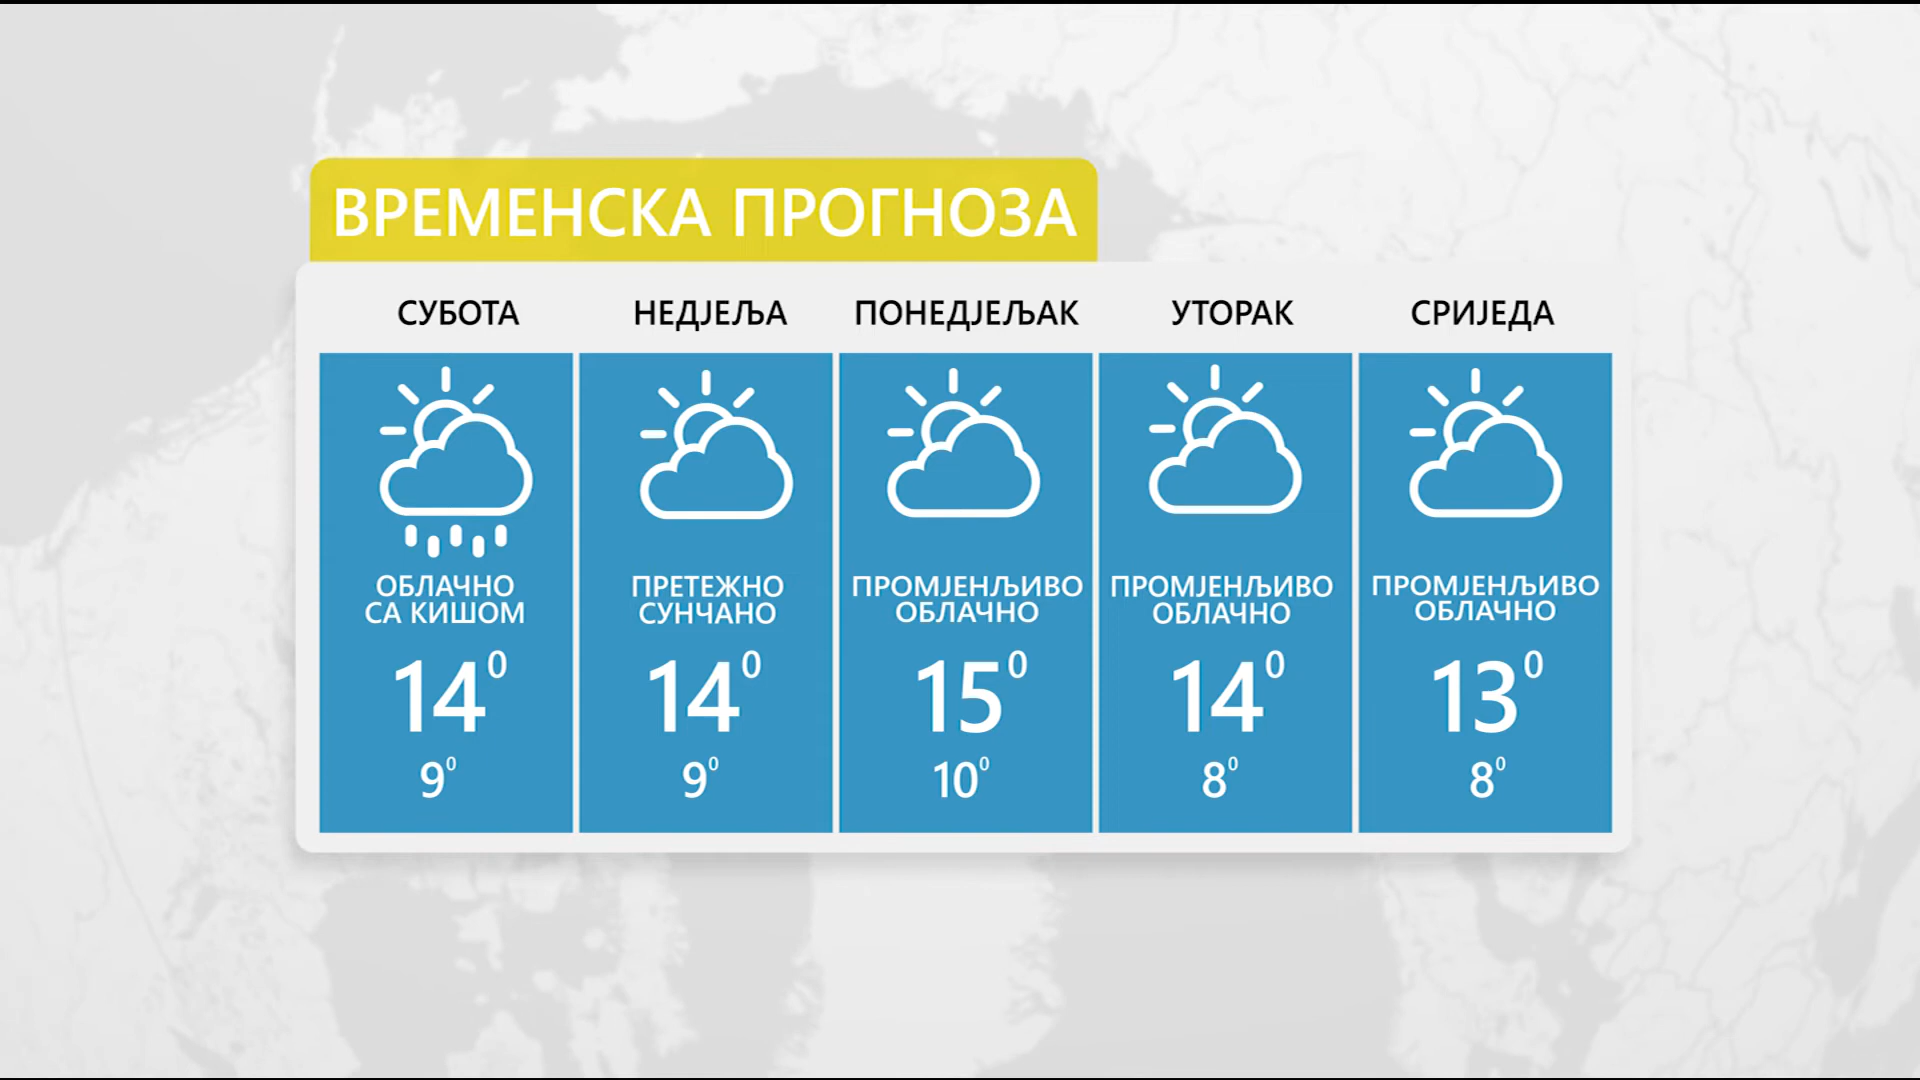 ВРЕМЕНСКА ПРОГНОЗА
СУБОТА
ОБЛАЧНО
СА КИШОМ
14⁰
9⁰
НЕДЈЕЉА
ПРЕТЕЖНО
СУНЧАНО
14⁰
9⁰
ПОНЕДЈЕЉАК
ПРОМЈЕНЉИВО
ОБЛАЧНО
15⁰
10⁰
УТОРАК
ПРОМЈЕНЉИВО
ОБЛАЧНО
14⁰
8⁰
СРИЈЕДА
ПРОМЈЕНЉИВО
ОБЛАЧНО
13⁰
8⁰